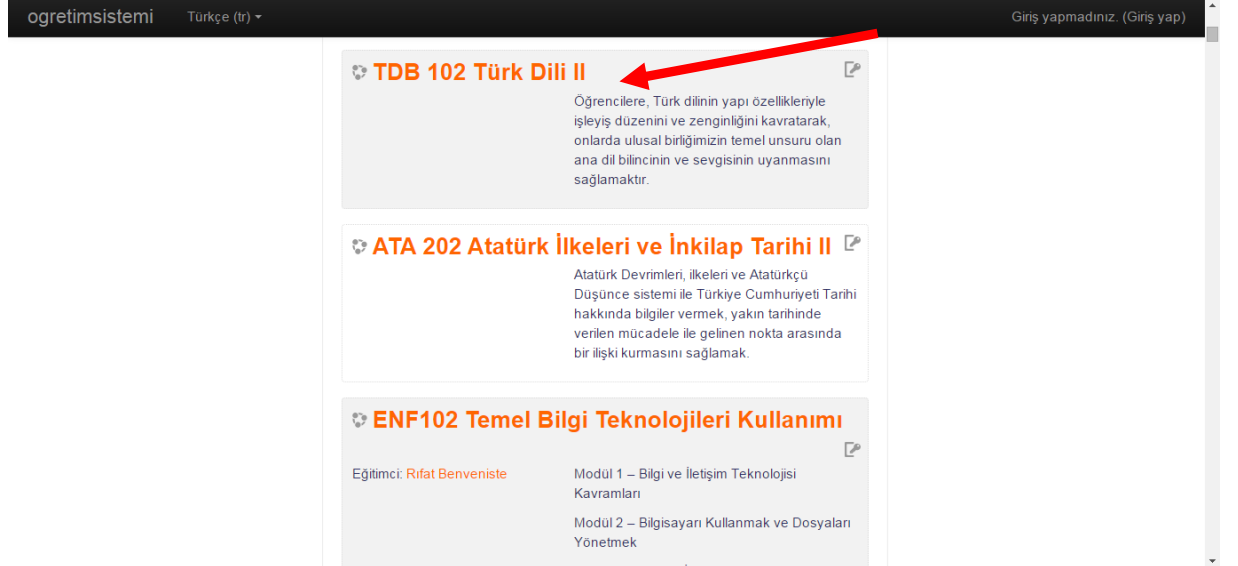 ogretimsistemi Türkçe (tr) Giriş yapmadınız. (Giriş yap)
TDB 102 Türk Dili II
Öğrencilere, Türk dilinin yapı özellikleriyle
işleyiş düzenini ve zenginliğini kavratarak,
onlarda ulusal birliğimizin temel unsuru olan
ana dil bilincinin ve sevgisinin uyanmasını
sağlamaktır.
ATA 202 Atatürk İlkeleri ve İnkilap Tarihi II
Atatürk Devrimleri, ilkeleri ve Atatürkçü
Düşünce sistemi ile Türkiye Cumhuriyeti Tarihi
hakkında bilgiler vermek, yakın tarihinde
verilen mücadele ile gelinen nokta arasında
bir ilişki kurmasını sağlamak.
ENF102 Temel Bilgi Teknolojileri Kullanımı
Eğitimci: Rıfat Benveniste
Modül 1 – Bilgi ve İletişim Teknolojisi
Kavramları
Modül 2 – Bilgisayarı Kullanmak ve Dosyaları
Yönetmek